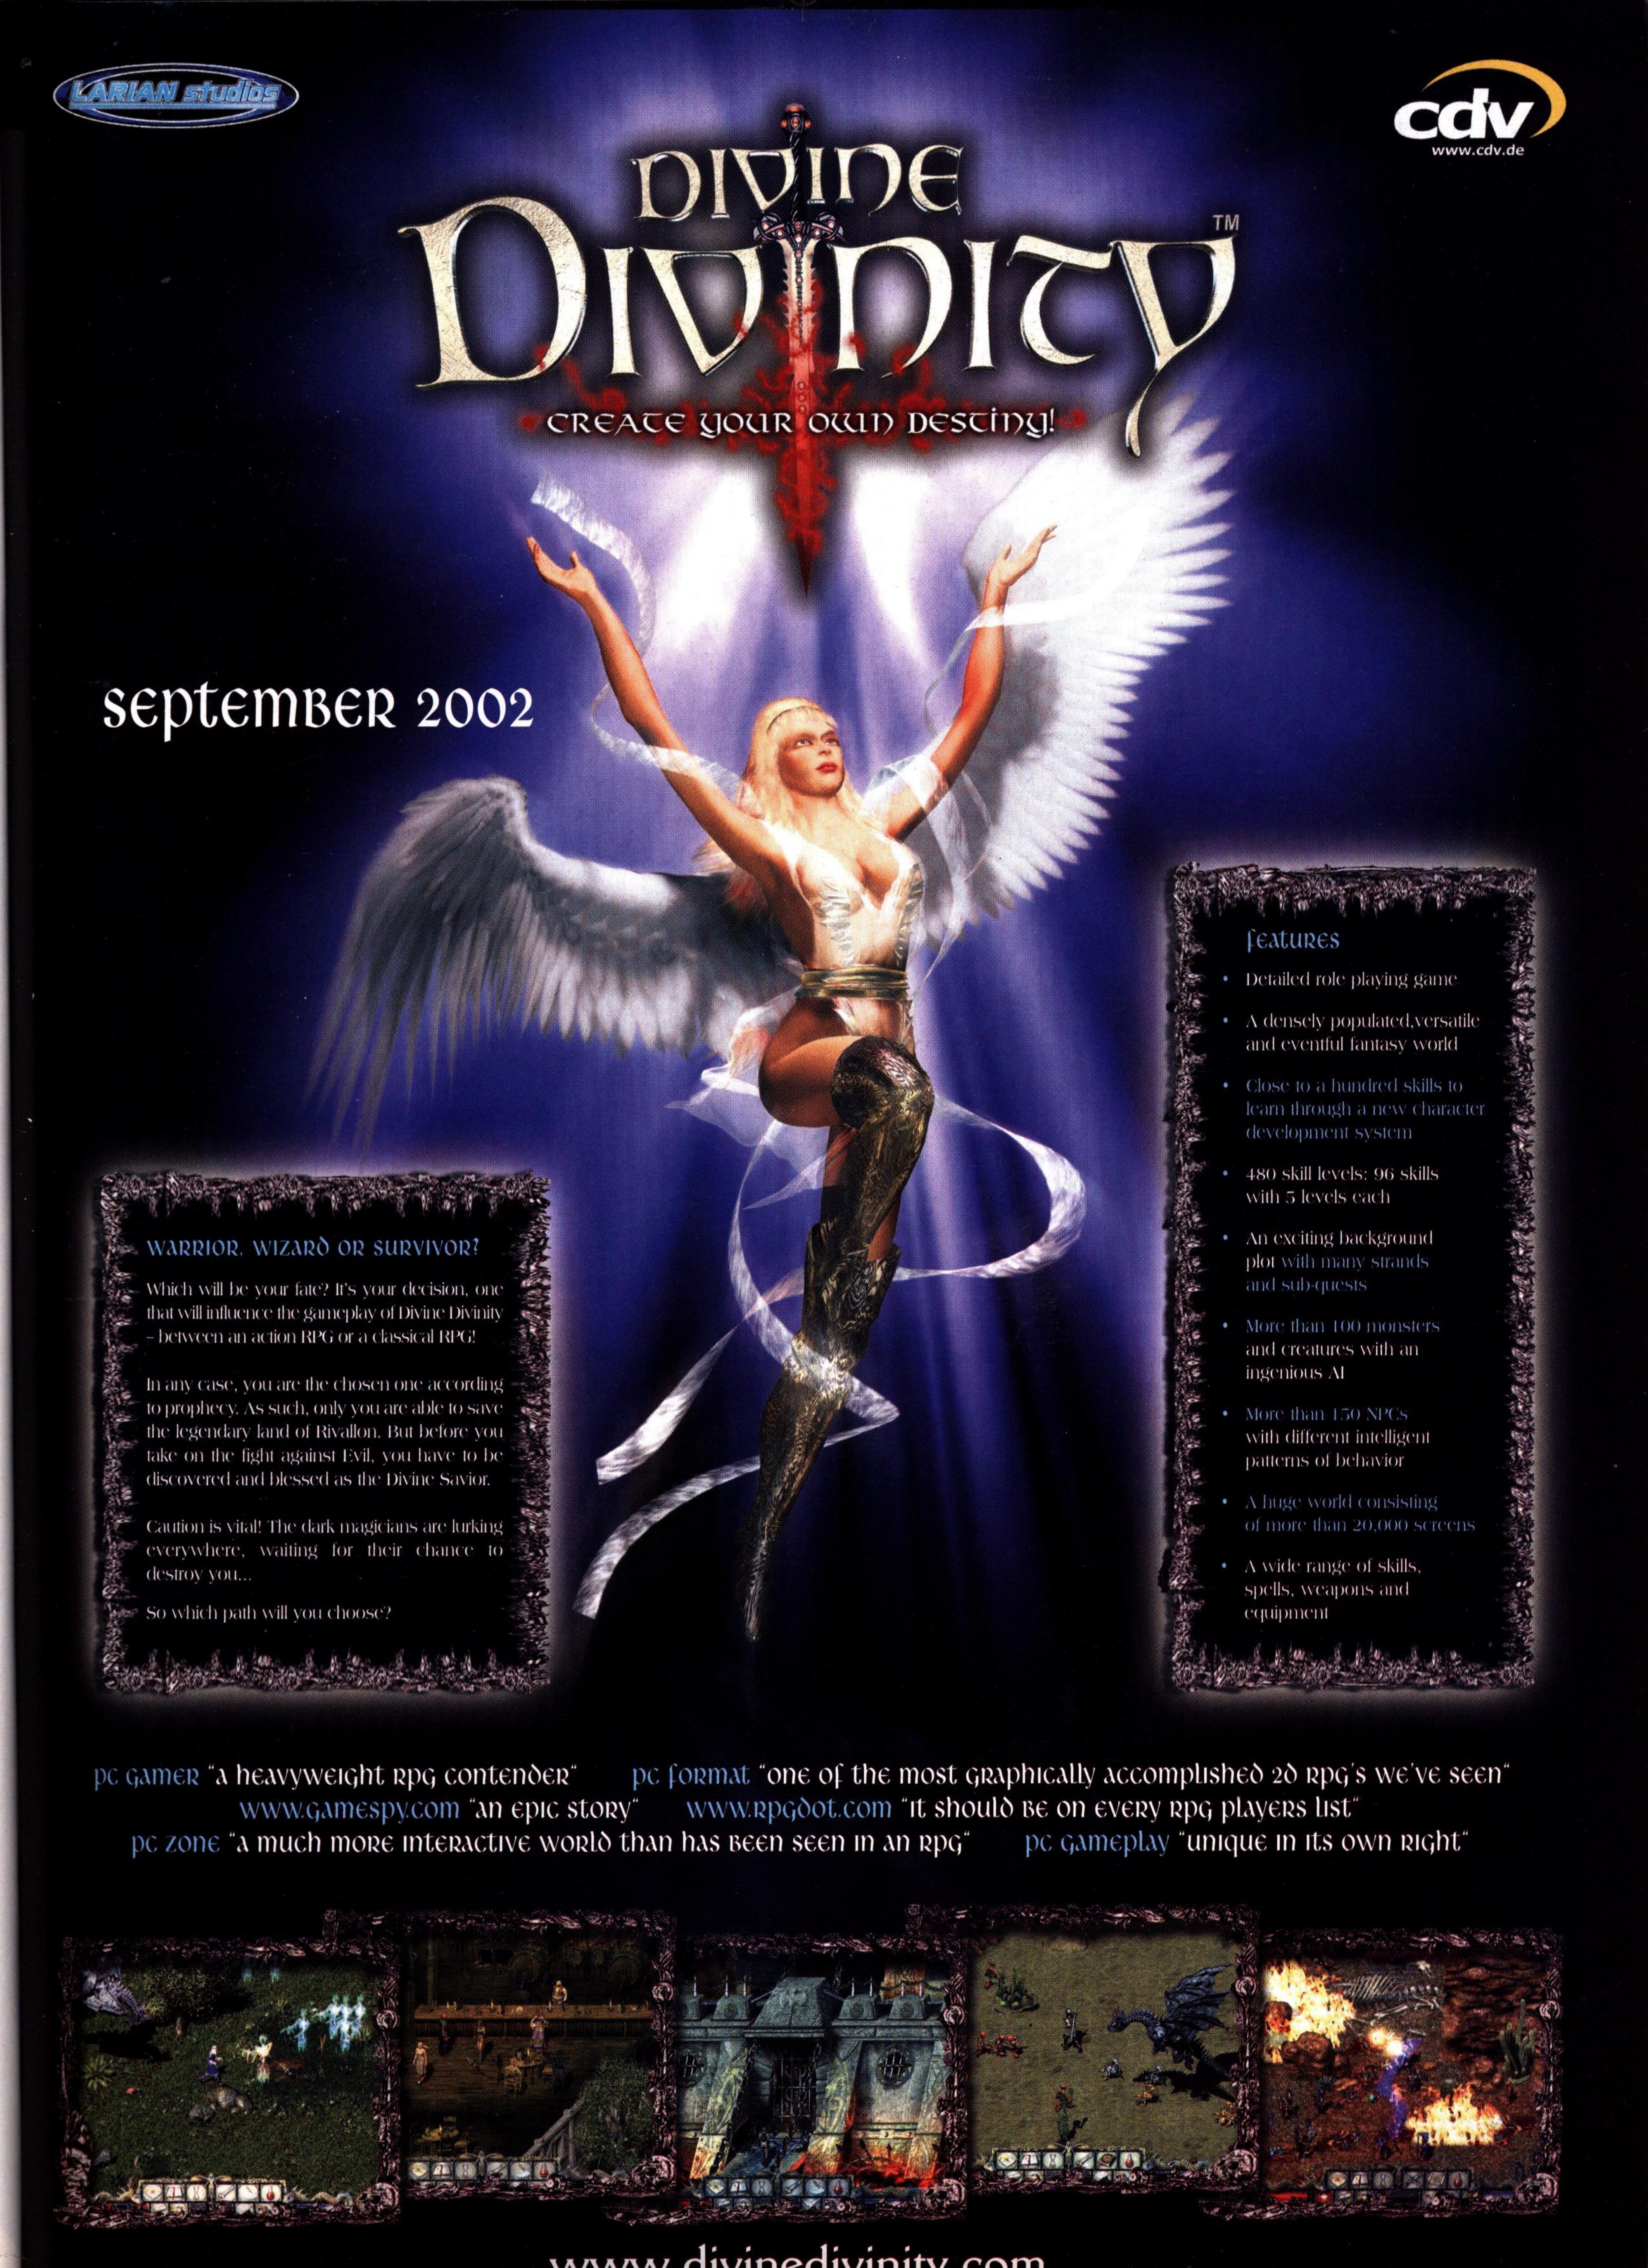 LARIAN studios
cdv
www.cdv.de
DIVINE
DIVINITY
TM
CREATE YOUR OWN DESTINY!
SEPTEMBER 2002
FEATURES
• Detailed role playing game
• A densely populated,versatile
and eventful fantasy world
• Close to a hundred skills to
learn through a new character
development system
• 480 skill levels: 96 skills
with 5 levels each
• An exciting background
plot with many strands
and sub-quests
• More than 100 monsters
and creatures with an
ingenious AI
• More than 150 NPCs
with different intelligent
patterns of behavior
• A huge world consisting
of more than 20,000 screens
• A wide range of skills,
spells, weapons and
equipment
WARRIOR, WIZARD OR SURVIVOR?
Which will be your fate? It's your decision, one
that will influence the gameplay of Divine Divinity
– between an action RPG or a classical RPG!
In any case, you are the chosen one according
to prophecy. As such, only you are able to save
the legendary land of Rivallon. But before you
take on the fight against Evil, you have to be
discovered and blessed as the Divine Savior.
Caution is vital! The dark magicians are lurking
everywhere, waiting for their chance to
destroy you...
So which path will you choose?
PC GAMER "A HEAVYWEIGHT RPG CONTENDER" PC FORMAT "ONE OF THE MOST GRAPHICALLY ACCOMPLISHED 2D RPG'S WE'VE SEEN"
WWW.GAMESPY.COM "AN EPIC STORY" WWW.RPGDOT.COM "IT SHOULD BE ON EVERY RPG PLAYERS LIST"
PC ZONE "A MUCH MORE INTERACTIVE WORLD THAN HAS BEEN SEEN IN AN RPG" PC GAMEPLAY "UNIQUE IN ITS OWN RIGHT"
www.divinedivinity.com